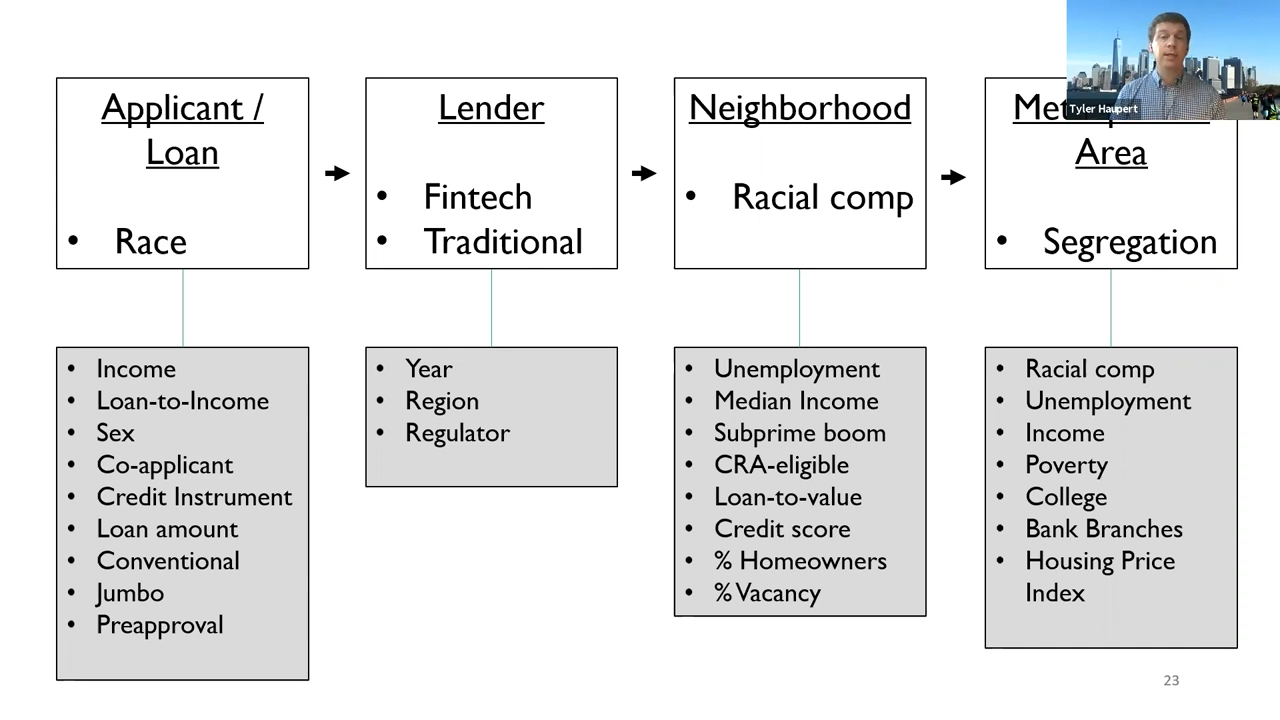 Applicant /
Loan
• Race
Lender
• Fintech
• Traditional
Neighborhood
• Racial comp
Area
• Segregation
Tyler Haupert
• Income
• Loan-to-Income
• Sex
• Co-applicant
• Credit Instrument
• Loan amount
• Conventional
• Jumbo
• Preapproval
• Year
• Region
• Regulator
• Unemployment
• Median Income
• Subprime boom
• CRA-eligible
• Loan-to-value
• Credit score
• % Homeowners
• % Vacancy
• Racial comp
• Unemployment
• Income
• Poverty
• College
• Bank Branches
• Housing Price
Index
23